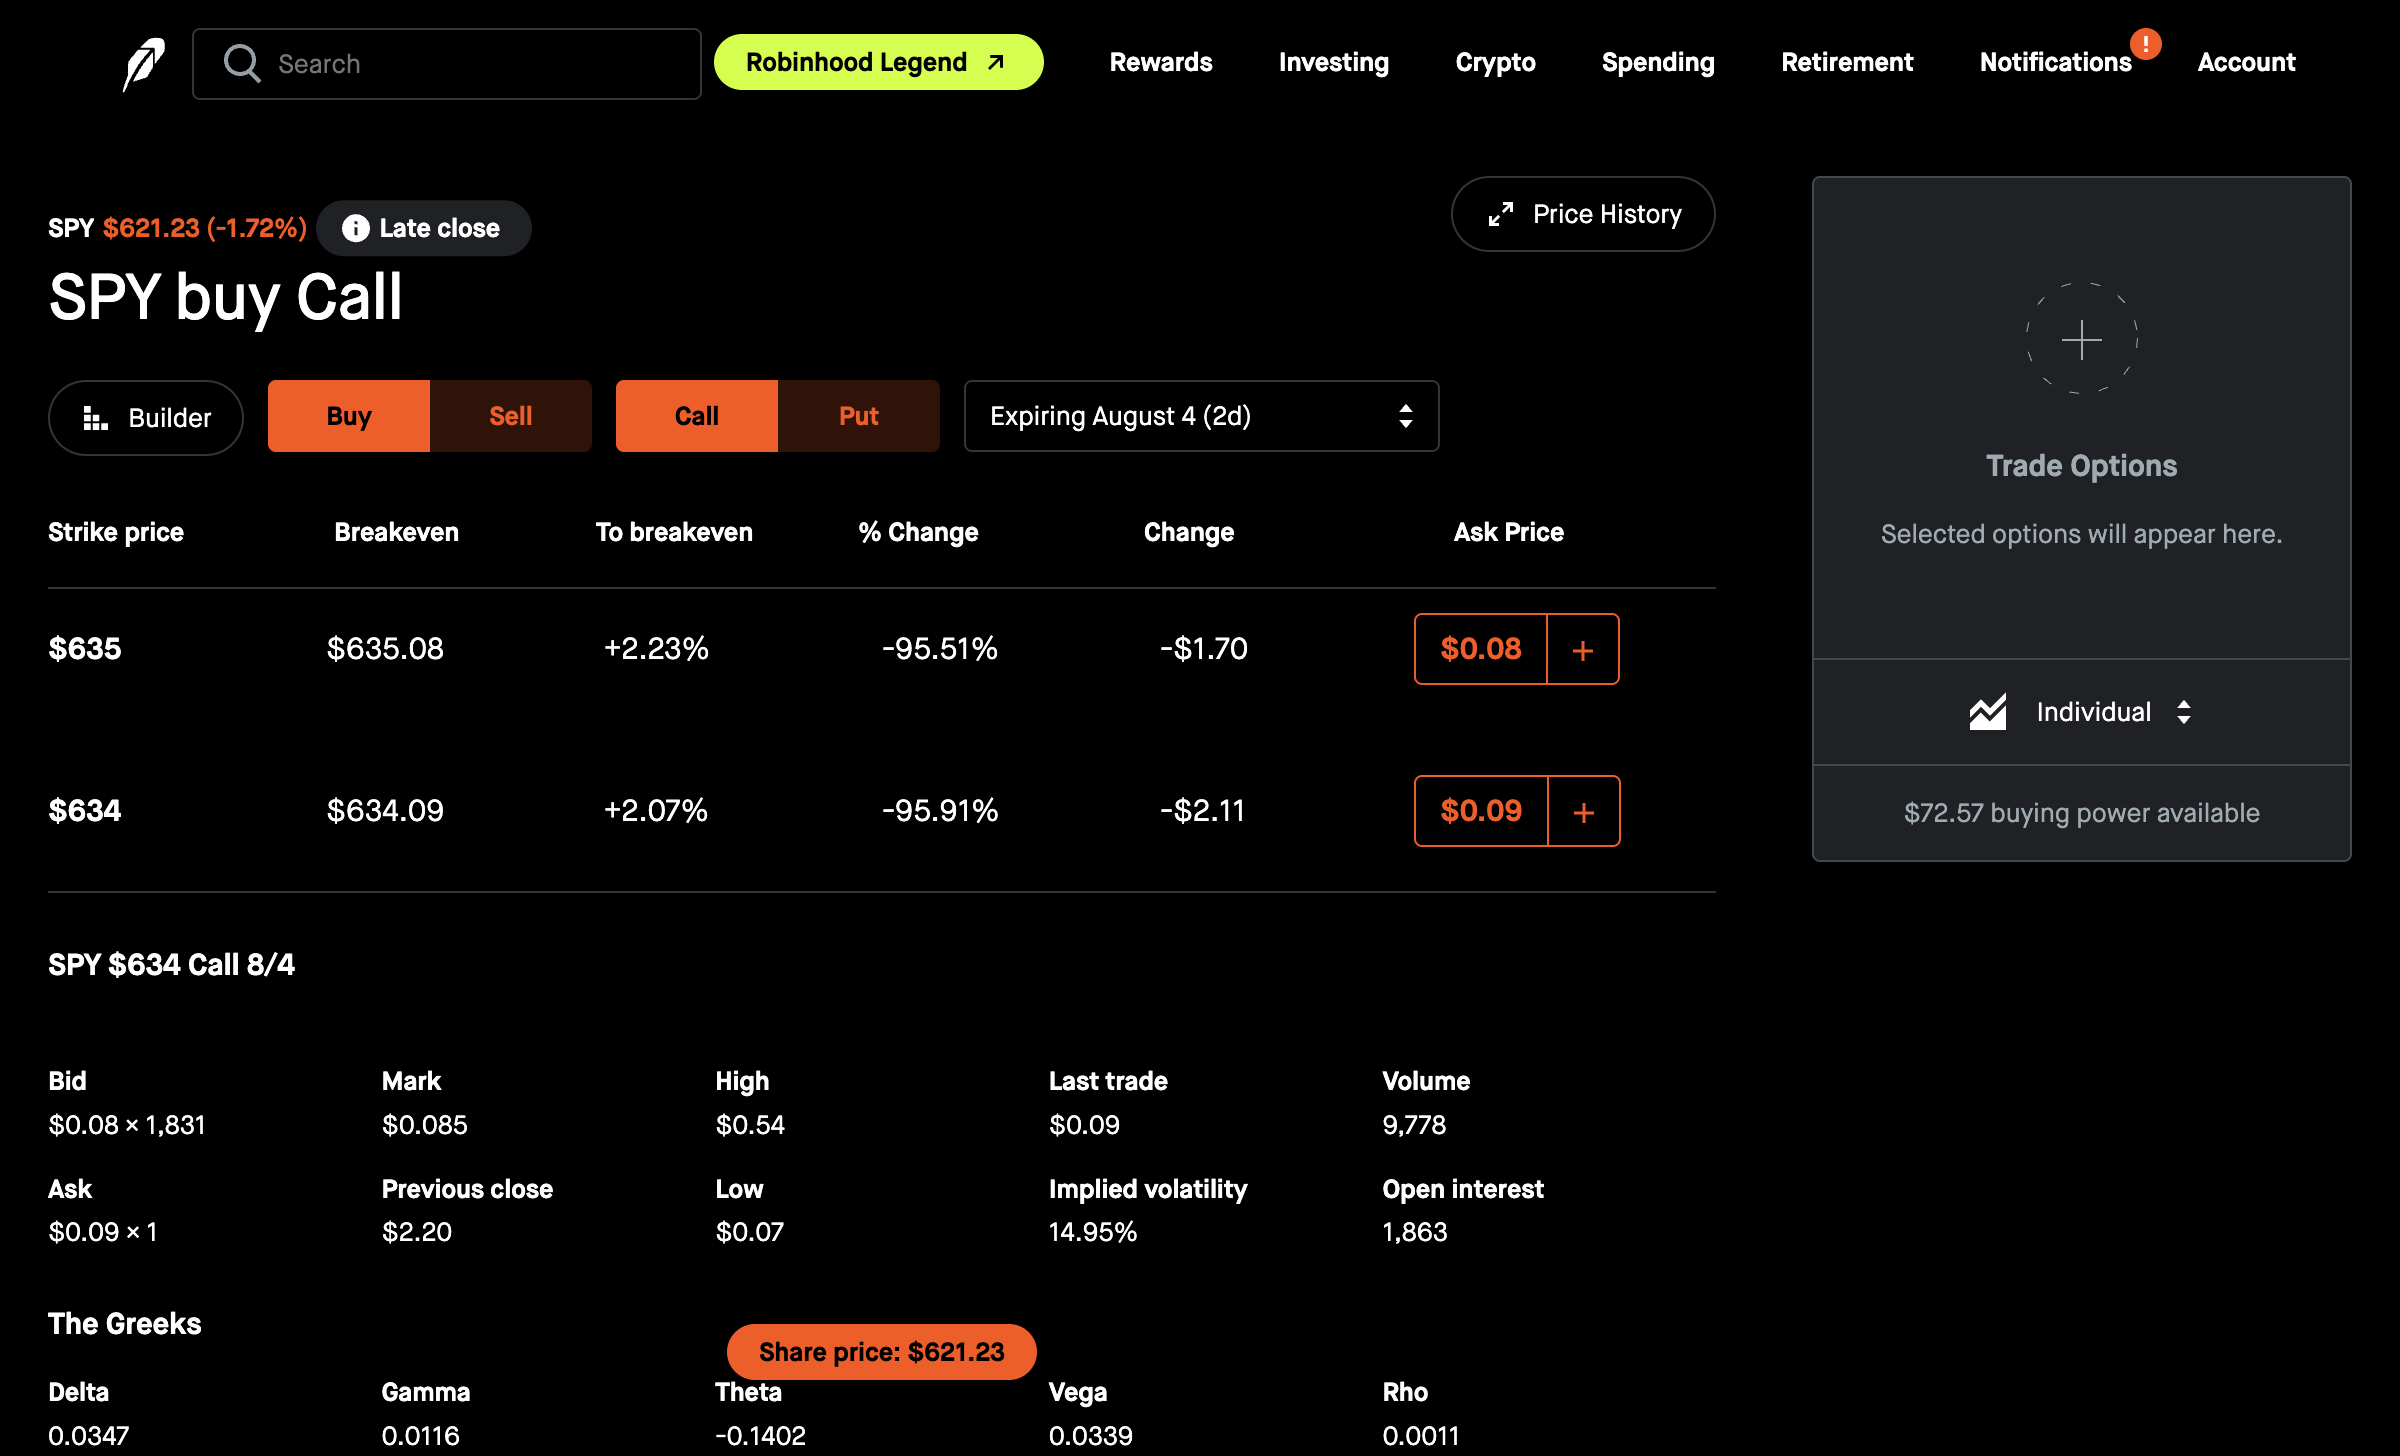 Search
Robinhood Legend
Rewards
Investing
Crypto
Spending
Retirement
Notifications
!
Account
SPY $621.23 (-1.72%)
Late close
Price History
SPY buy Call
Builder
Buy
Sell
Call
Put
Expiring August 4 (2d)
Strike price Breakeven To breakeven % Change Change Ask Price
$635 $635.08 +2.23% -95.51% -$1.70 $0.08 +
$634 $634.09 +2.07% -95.91% -$2.11 $0.09 +
Trade Options
Selected options will appear here.
Individual
$72.57 buying power available
SPY $634 Call 8/4
Bid Mark High Last trade Volume
$0.08 × 1,831 $0.085 $0.54 $0.09 9,778
Ask Previous close Low Implied volatility Open interest
$0.09 × 1 $2.20 $0.07 14.95% 1,863
The Greeks
Share price: $621.23
Delta Gamma Theta Vega Rho
0.0347 0.0116 -0.1402 0.0339 0.0011